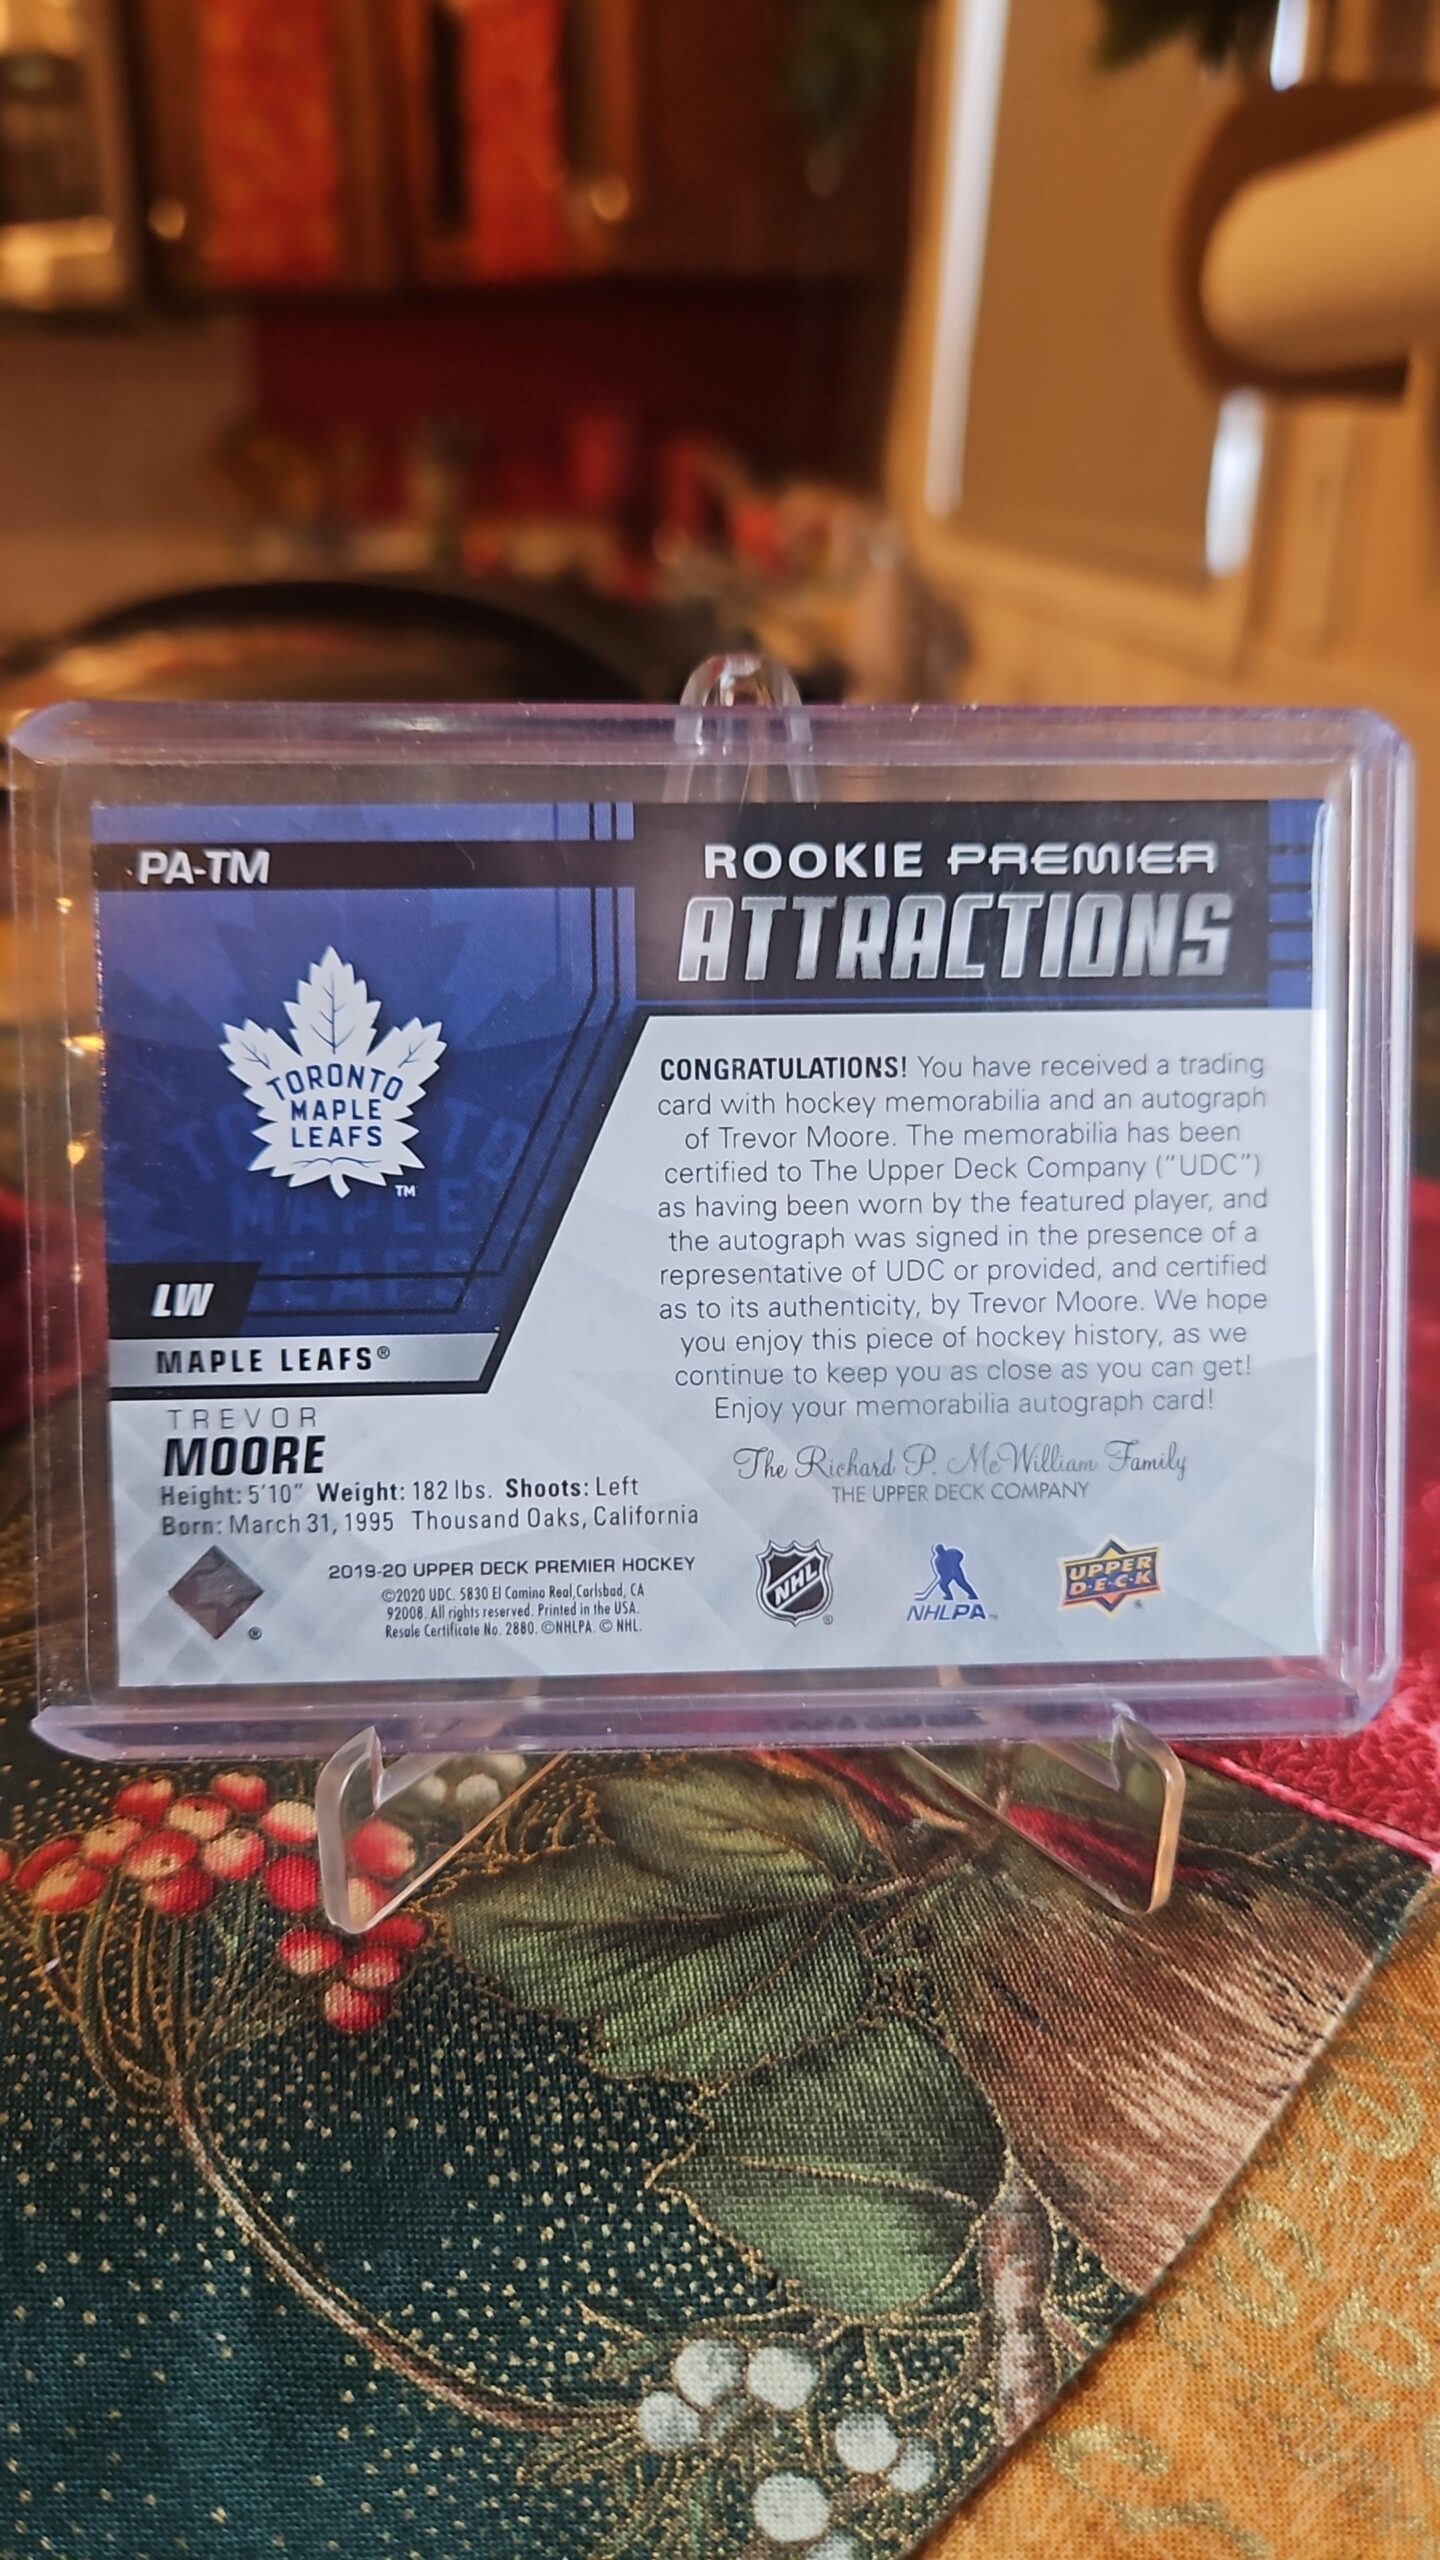 PA-TM
ROOKIE PREMIER
ATTRACTIONS
TORONTO
MAPLE
LEAFS
TM
LW
MAPLE LEAFS®
TREVOR
MOORE
Height: 5'10" Weight: 182 lbs. Shoots: Left
Born: March 31, 1995 Thousand Oaks, California
CONGRATULATIONS! You have received a trading
card with hockey memorabilia and an autograph
of Trevor Moore. The memorabilia has been
certified to The Upper Deck Company ("UDC")
as having been worn by the featured player, and
the autograph was signed in the presence of a
representative of UDC or provided, and certified
as to its authenticity, by Trevor Moore. We hope
you enjoy this piece of hockey history, as we
continue to keep you as close as you can get!
Enjoy your memorabilia autograph card!
The Richard P. McWilliam Family
THE UPPER DECK COMPANY
®
2019-20 UPPER DECK PREMIER HOCKEY
©2020 UDC. 5830 El Camino Real, Carlsbad, CA
92008. All rights reserved. Printed in the USA.
Resale Certificate No. 2880. ©NHLPA. © NHL.
NHL®
NHLPA™
UPPER
DECK®